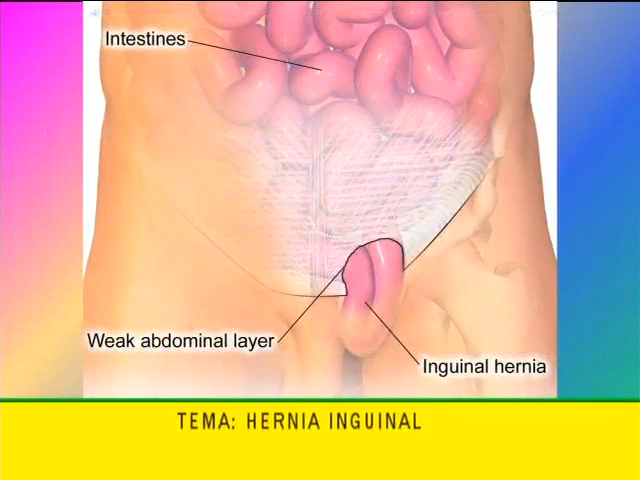 Intestines
Weak abdominal layer
Inguinal hernia
TEMA: HERNIA INGUINAL